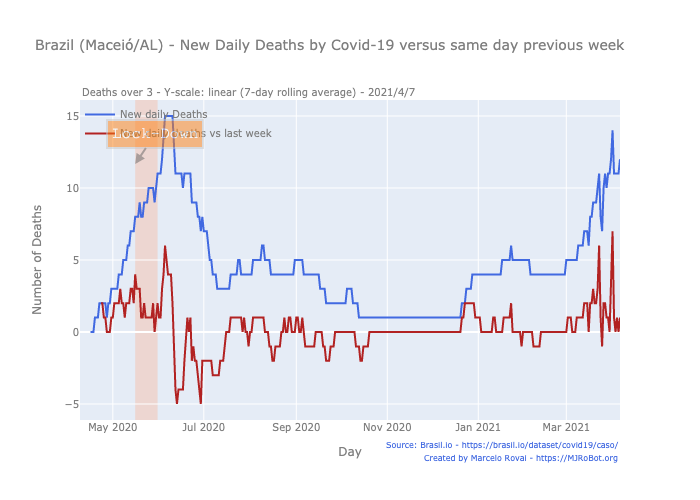 Brazil (Maceió/AL) - New Daily Deaths by Covid-19 versus same day previous week
Deaths over 3 - Y-scale: linear (7-day rolling average) - 2021/4/7
New daily Deaths
Lock Down
vs last week
15
10
5
0
−5
Number of Deaths
May 2020
Jul 2020
Sep 2020
Nov 2020
Jan 2021
Mar 2021
Day
Source: Brasil.io - https://brasil.io/dataset/covid19/caso/
Created by Marcelo Rovai - https://MJRoBot.org